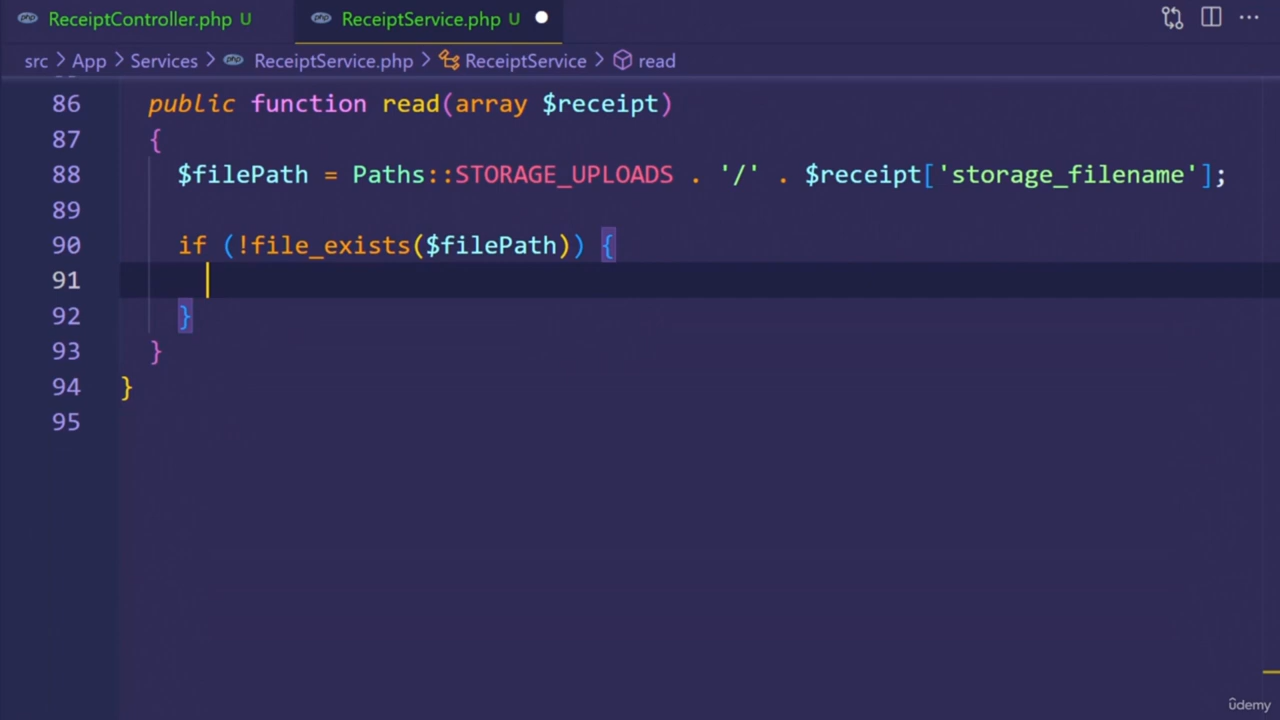 ReceiptController.php U
ReceiptService.php U
src > App > Services > ReceiptService.php > ReceiptService > read
86 public function read(array $receipt)
87 {
88 $filePath = Paths::STORAGE_UPLOADS . '/' . $receipt['storage_filename'];
89
90 if (!file_exists($filePath)) {
91
92 }
93 }
94 }
95
ûdemy